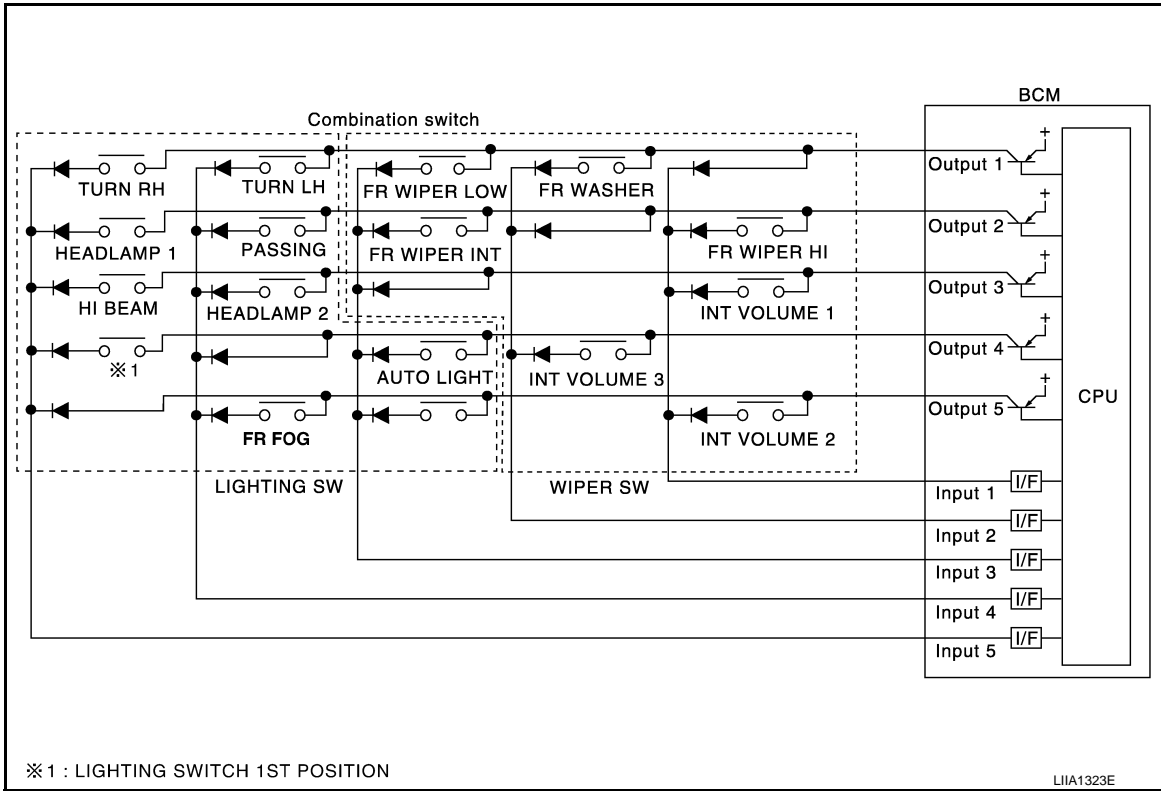 BCM
Combination switch
Output 1
TURN RH
TURN LH
FR WIPER LOW
FR WASHER
Output 2
HEADLAMP 1
PASSING
FR WIPER INT
FR WIPER HI
Output 3
HI BEAM
HEADLAMP 2
INT VOLUME 1
Output 4
※1
AUTO LIGHT
INT VOLUME 3
CPU
Output 5
FR FOG
INT VOLUME 2
LIGHTING SW
WIPER SW
Input 1
I/F
Input 2
I/F
Input 3
I/F
Input 4
I/F
Input 5
I/F
※1 : LIGHTING SWITCH 1ST POSITION
LIIA1323E